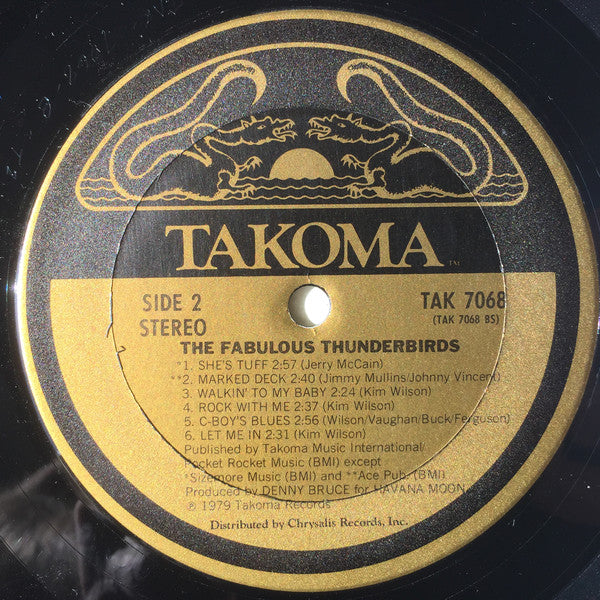 TAKOMA TM
SIDE 2
STEREO
TAK 7068
(TAK 7068 BS)
THE FABULOUS THUNDERBIRDS
*1. SHE'S TUFF 2:57 (Jerry McCain)
**2. MARKED DECK 2:40 (Jimmy Mullins/Johnny Vincent)
3. WALKIN' TO MY BABY 2:24 (Kim Wilson)
4. ROCK WITH ME 2:37 (Kim Wilson)
5. C-BOY'S BLUES 2:56 (Wilson/Vaughan/Buck/Ferguson)
6. LET ME IN 2:31 (Kim Wilson)
Published by Takoma Music International/
Pocket Rocket Music (BMI) except
*Sizemore Music (BMI) and **Ace Pub. (BMI)
Produced by DENNY BRUCE for HAVANA MOON
℗ 1979 Takoma Records
Distributed by Chrysalis Records, Inc.